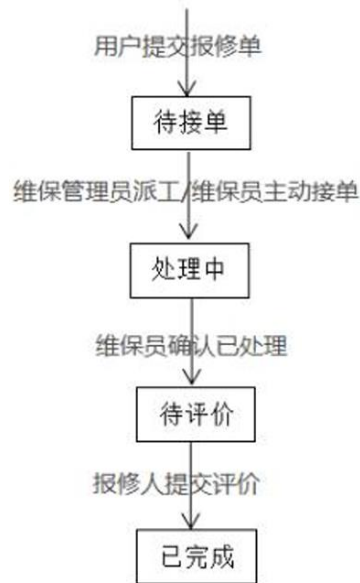 用户提交报修单
待接单
维保管理员派工/维保员主动接单
处理中
维保员确认已处理
待评价
报修人提交评价
已完成